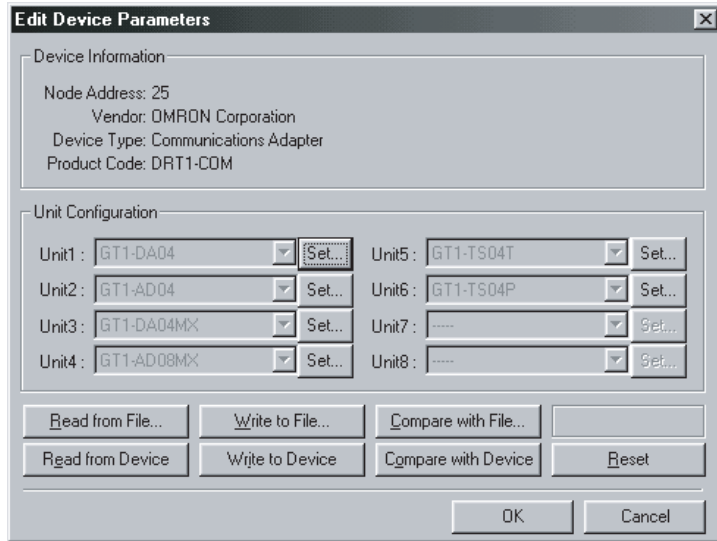 Edit Device Parameters
Device Information
Node Address: 25
Vendor: OMRON Corporation
Device Type: Communications Adapter
Product Code: DRT1-COM
Unit Configuration
Unit1 : GT1-DA04 Set... Unit5 : GT1-TS04T Set...
Unit2 : GT1-AD04 Set... Unit6 : GT1-TS04P Set...
Unit3 : GT1-DA04MX Set... Unit7 : ----- Set...
Unit4 : GT1-AD08MX Set... Unit8 : ----- Set...
Read from File... Write to File... Compare with File...
Read from Device Write to Device Compare with Device Reset
OK Cancel